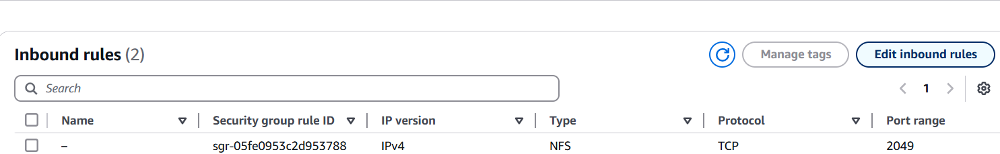 Inbound rules (2)
Manage tags
Edit inbound rules
Search
1
Name Security group rule ID IP version Type Protocol Port range
– sgr-05fe0953c2d953788 IPv4 NFS TCP 2049